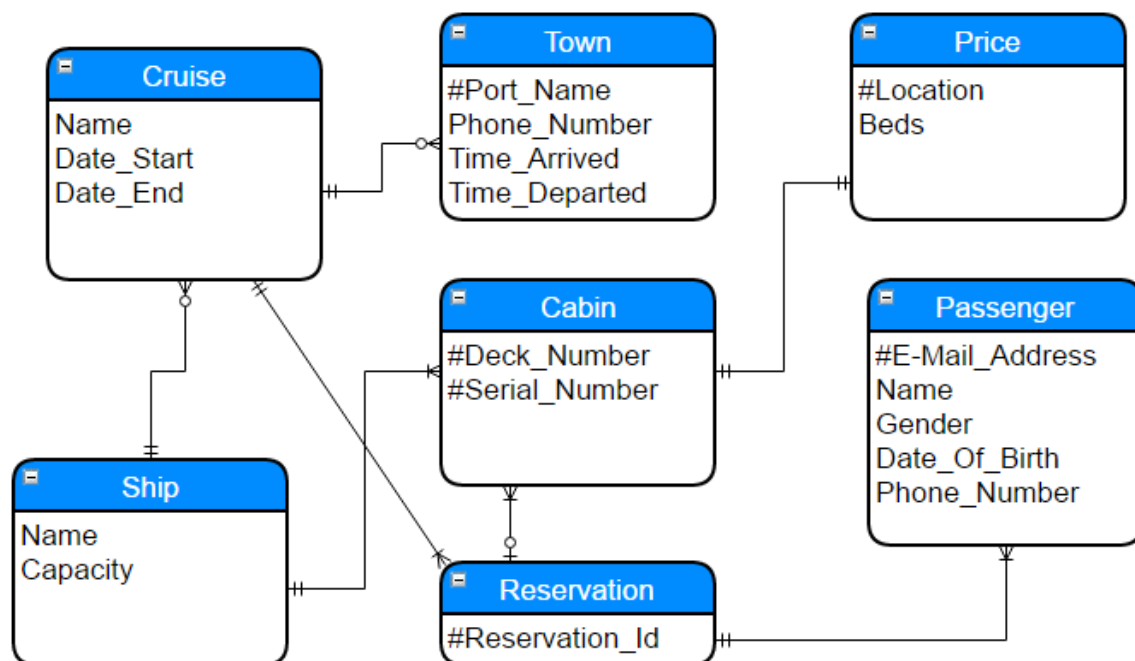 Cruise
Name
Date_Start
Date_End
Town
#Port_Name
Phone_Number
Time_Arrived
Time_Departed
Price
#Location
Beds
Cabin
#Deck_Number
#Serial_Number
Passenger
#E-Mail_Address
Name
Gender
Date_Of_Birth
Phone_Number
Ship
Name
Capacity
Reservation
#Reservation_Id